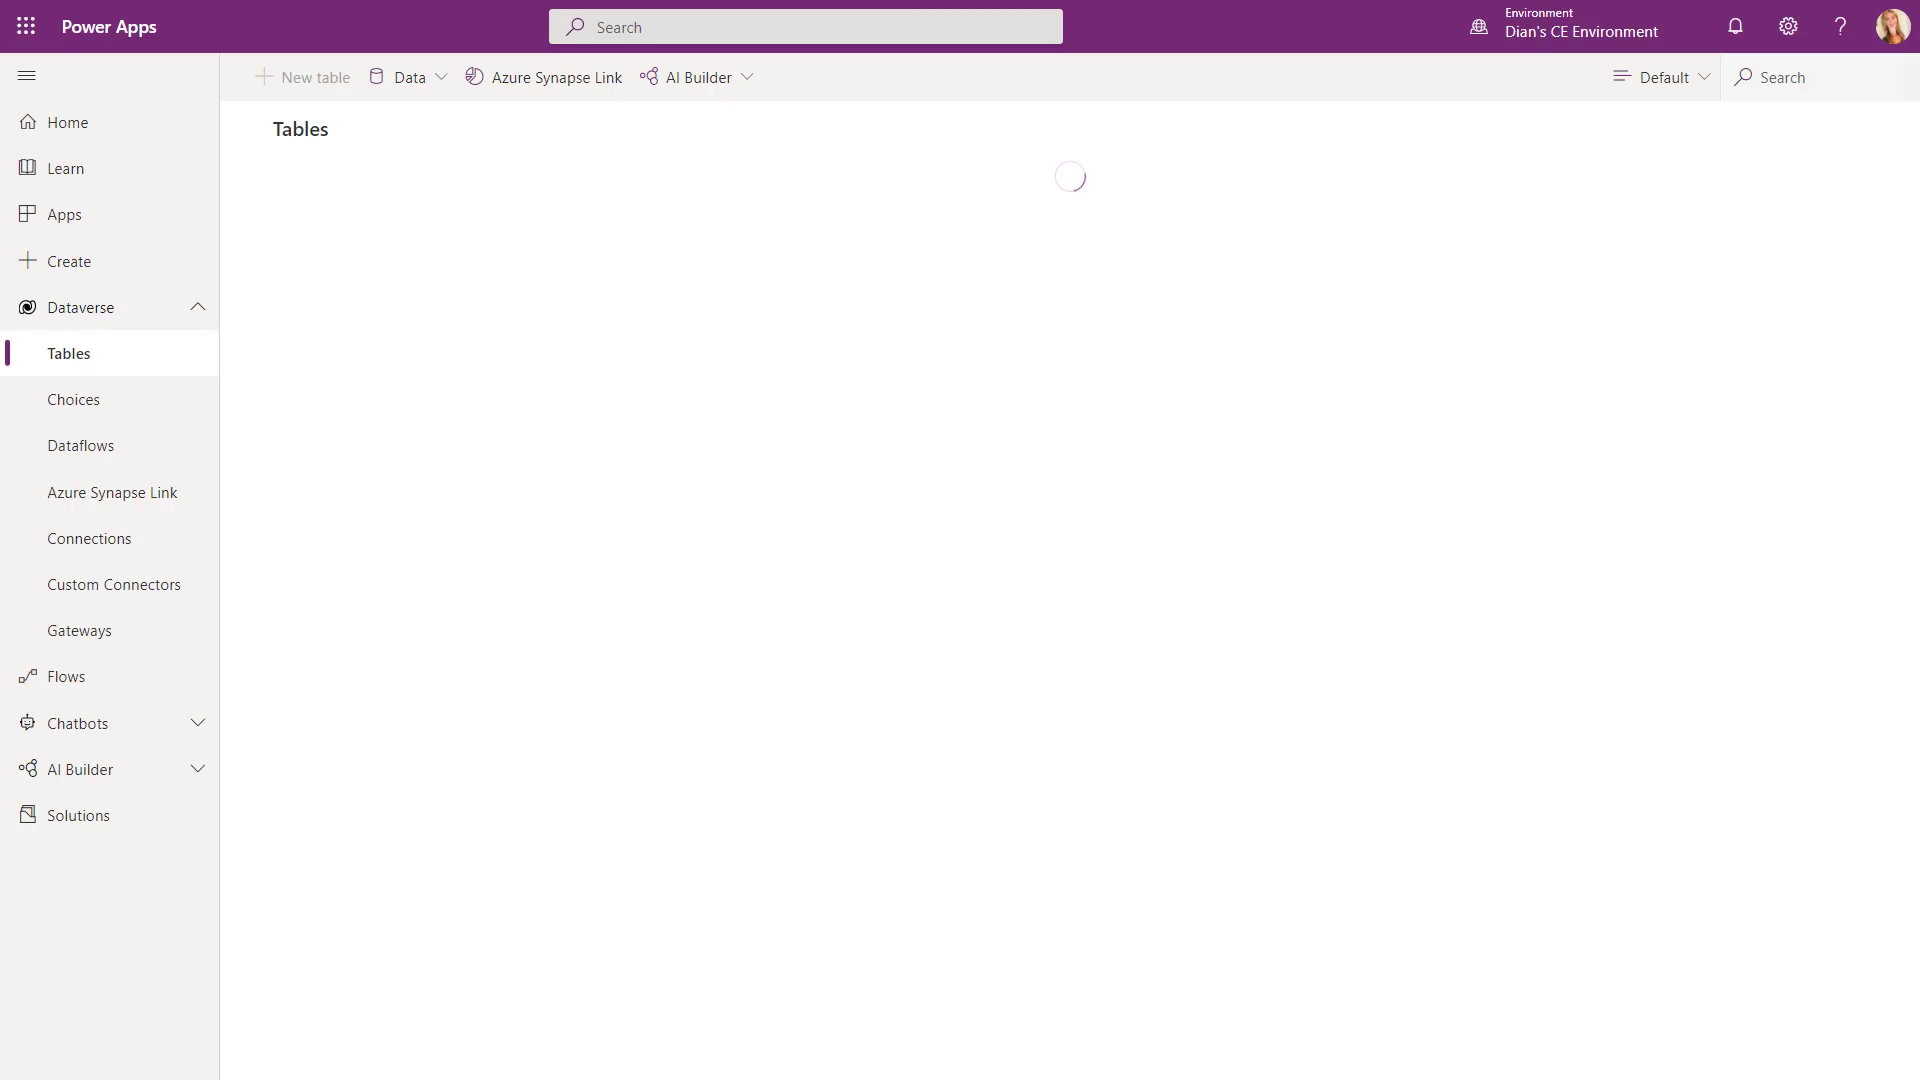 Power Apps
Search
Environment
Dian's CE Environment
New table
Data
Azure Synapse Link
AI Builder
Default
Search
Home
Learn
Apps
Create
Dataverse
Tables
Choices
Dataflows
Azure Synapse Link
Connections
Custom Connectors
Gateways
Flows
Chatbots
AI Builder
Solutions
Tables